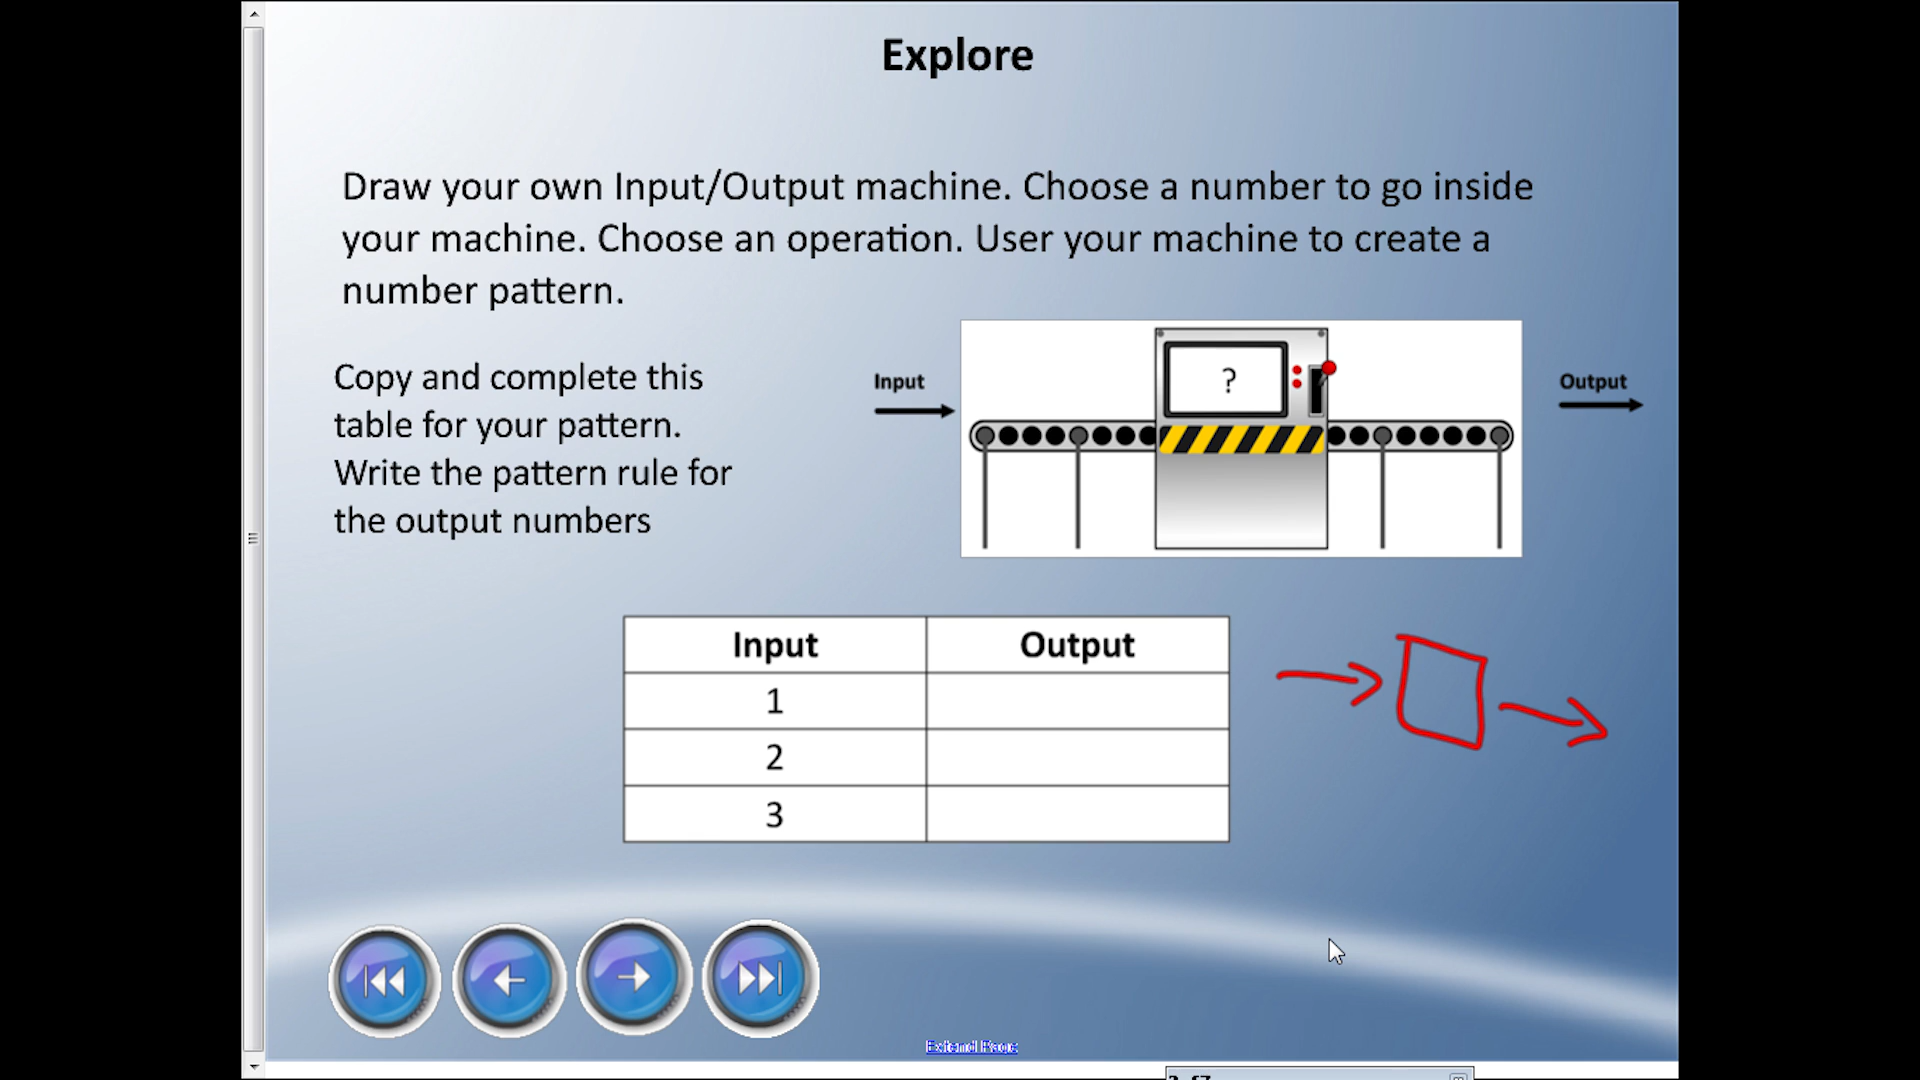 Explore
Draw your own Input/Output machine. Choose a number to go inside
your machine. Choose an operation. User your machine to create a
number pattern.
Copy and complete this
table for your pattern.
Write the pattern rule for
the output numbers
Input
?
Output
Input Output
1
2
3
Extend Page